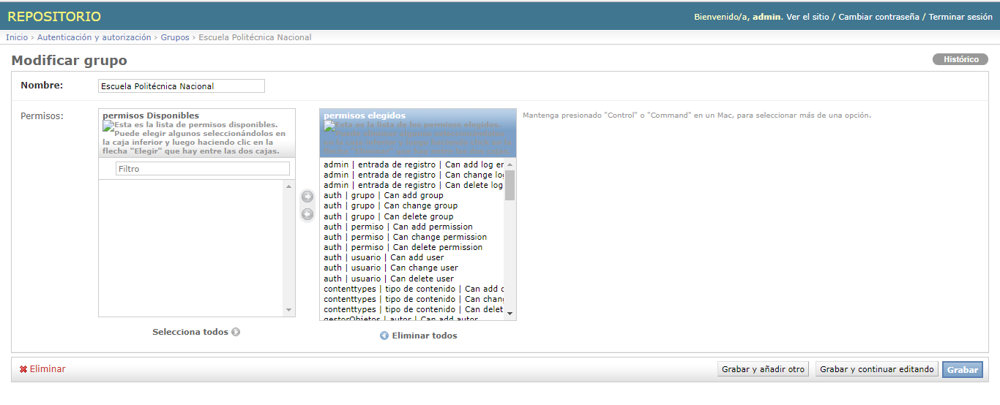 REPOSITORIO
Bienvenido/a, admin. Ver el sitio / Cambiar contraseña / Terminar sesión
Inicio › Autenticación y autorización › Grupos › Escuela Politécnica Nacional
Modificar grupo
Histórico
Nombre:
Escuela Politécnica Nacional
Permisos:
permisos Disponibles
Esta es la lista de permisos disponibles.
Puede elegir algunos seleccionándolos en
la caja inferior y luego haciendo clic en la
flecha "Elegir" que hay entre las dos cajas.
Filtro
Selecciona todos
permisos elegidos
Esta es la lista de los permisos elegidos.
admin | entrada de registro | Can add log en
admin | entrada de registro | Can change log
admin | entrada de registro | Can delete log
auth | grupo | Can add group
auth | grupo | Can change group
auth | grupo | Can delete group
auth | permiso | Can add permission
auth | permiso | Can change permission
auth | permiso | Can delete permission
auth | usuario | Can add user
auth | usuario | Can change user
auth | usuario | Can delete user
contenttypes | tipo de contenido | Can add c
contenttypes | tipo de contenido | Can chang
contenttypes | tipo de contenido | Can delet
gestorObjetos | autor | Can add autor
Eliminar todos
Mantenga presionado "Control" o "Command" en un Mac, para seleccionar más de una opción.
Eliminar
Grabar y añadir otro
Grabar y continuar editando
Grabar